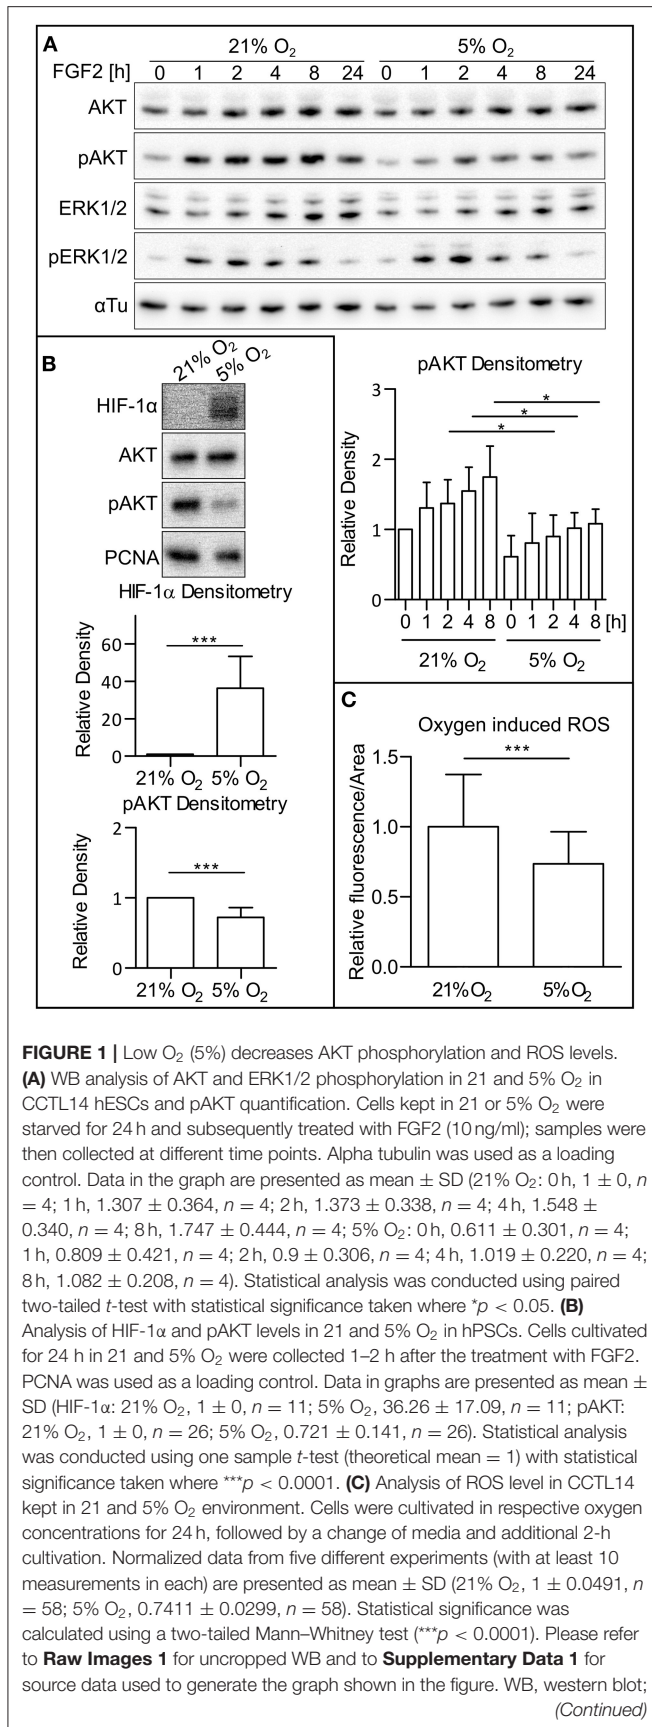 A
21% O2
5% O2
FGF2 [h]
0 1 2 4 8 24 0 1 2 4 8 24
AKT
pAKT
ERK1/2
pERK1/2
αTu
B
21% O2
5% O2
HIF-1α
AKT
pAKT
PCNA
HIF-1α Densitometry
Relative Density
60
40
20
0
***
21% O2 5% O2
pAKT Densitometry
Relative Density
2
1
0
***
21% O2 5% O2
pAKT Densitometry
Relative Density
3
2
1
0
*
*
*
0 1 2 4 8 0 1 2 4 8 [h]
21% O2 5% O2
C
Oxygen induced ROS
Relative fluorescence/Area
1.5
1.0
0.5
0.0
***
21%O2 5%O2
FIGURE 1 | Low O2 (5%) decreases AKT phosphorylation and ROS levels.
(A) WB analysis of AKT and ERK1/2 phosphorylation in 21 and 5% O2 in
CCTL14 hESCs and pAKT quantification. Cells kept in 21 or 5% O2 were
starved for 24 h and subsequently treated with FGF2 (10 ng/ml); samples were
then collected at different time points. Alpha tubulin was used as a loading
control. Data in the graph are presented as mean ± SD (21% O2: 0 h, 1 ± 0, n
= 4; 1 h, 1.307 ± 0.364, n = 4; 2 h, 1.373 ± 0.338, n = 4; 4 h, 1.548 ±
0.340, n = 4; 8 h, 1.747 ± 0.444, n = 4; 5% O2: 0 h, 0.611 ± 0.301, n = 4;
1 h, 0.809 ± 0.421, n = 4; 2 h, 0.9 ± 0.306, n = 4; 4 h, 1.019 ± 0.220, n = 4;
8 h, 1.082 ± 0.208, n = 4). Statistical analysis was conducted using paired
two-tailed t-test with statistical significance taken where *p < 0.05. (B)
Analysis of HIF-1α and pAKT levels in 21 and 5% O2 in hPSCs. Cells cultivated
for 24 h in 21 and 5% O2 were collected 1–2 h after the treatment with FGF2.
PCNA was used as a loading control. Data in graphs are presented as mean ±
SD (HIF-1α: 21% O2, 1 ± 0, n = 11; 5% O2, 36.26 ± 17.09, n = 11; pAKT:
21% O2, 1 ± 0, n = 26; 5% O2, 0.721 ± 0.141, n = 26). Statistical analysis
was conducted using one sample t-test (theoretical mean = 1) with statistical
significance taken where ***p < 0.0001. (C) Analysis of ROS level in CCTL14
kept in 21 and 5% O2 environment. Cells were cultivated in respective oxygen
concentrations for 24 h, followed by a change of media and additional 2-h
cultivation. Normalized data from five different experiments (with at least 10
measurements in each) are presented as mean ± SD (21% O2, 1 ± 0.0491, n
= 58; 5% O2, 0.7411 ± 0.0299, n = 58). Statistical significance was
calculated using a two-tailed Mann–Whitney test (***p < 0.0001). Please refer
to Raw Images 1 for uncropped WB and to Supplementary Data 1 for
source data used to generate the graph shown in the figure. WB, western blot;
(Continued)